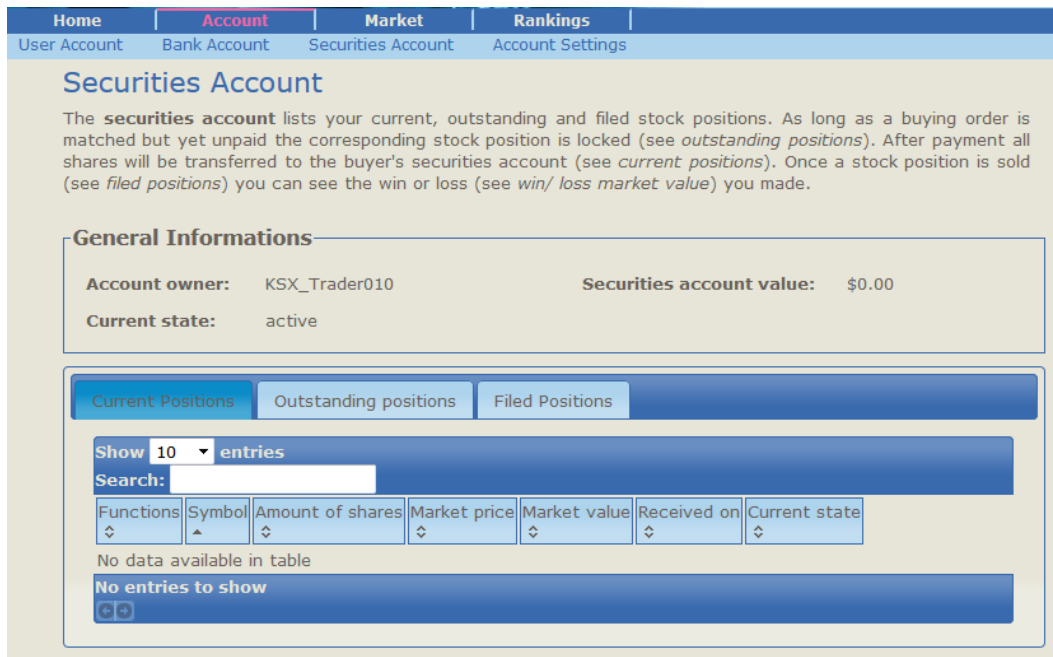 Home Account Market Rankings
User Account Bank Account Securities Account Account Settings
Securities Account
The securities account lists your current, outstanding and filed stock positions. As long as a buying order is
matched but yet unpaid the corresponding stock position is locked (see outstanding positions). After payment all
shares will be transferred to the buyer's securities account (see current positions). Once a stock position is sold
(see filed positions) you can see the win or loss (see win/ loss market value) you made.
General Informations
Account owner: KSX_Trader010 Securities account value: $0.00
Current state: active
Current Positions Outstanding positions Filed Positions
Show 10 entries
Search:
Functions Symbol Amount of shares Market price Market value Received on Current state
No data available in table
No entries to show